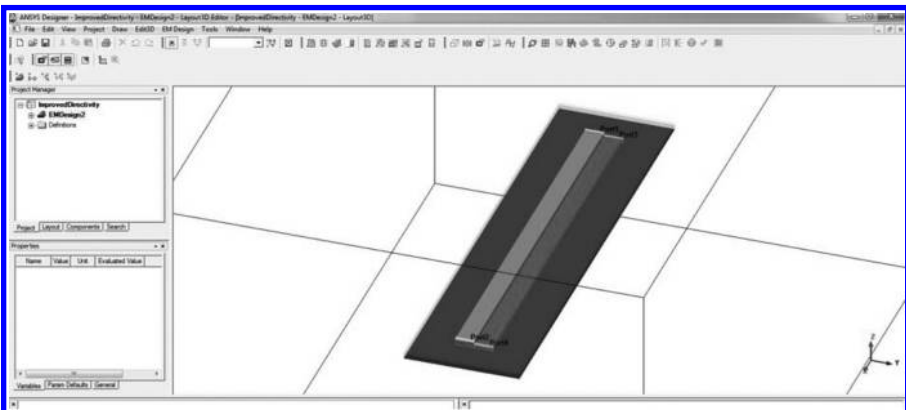 ANSYS Designer - ImprovedDirectivity - EMDesign2 - Layout3D Editor - [ImprovedDirectivity - EMDesign2 - Layout3D]
File Edit View Project Draw Edit3D EM Design Tools Window Help
Project Manager
ImprovedDirectivity
EMDesign2
Definitions
Project Layout Components Search
Properties
Name Value Unit Evaluated Value
Variables Param Defaults General
Port1
Z
Y
X